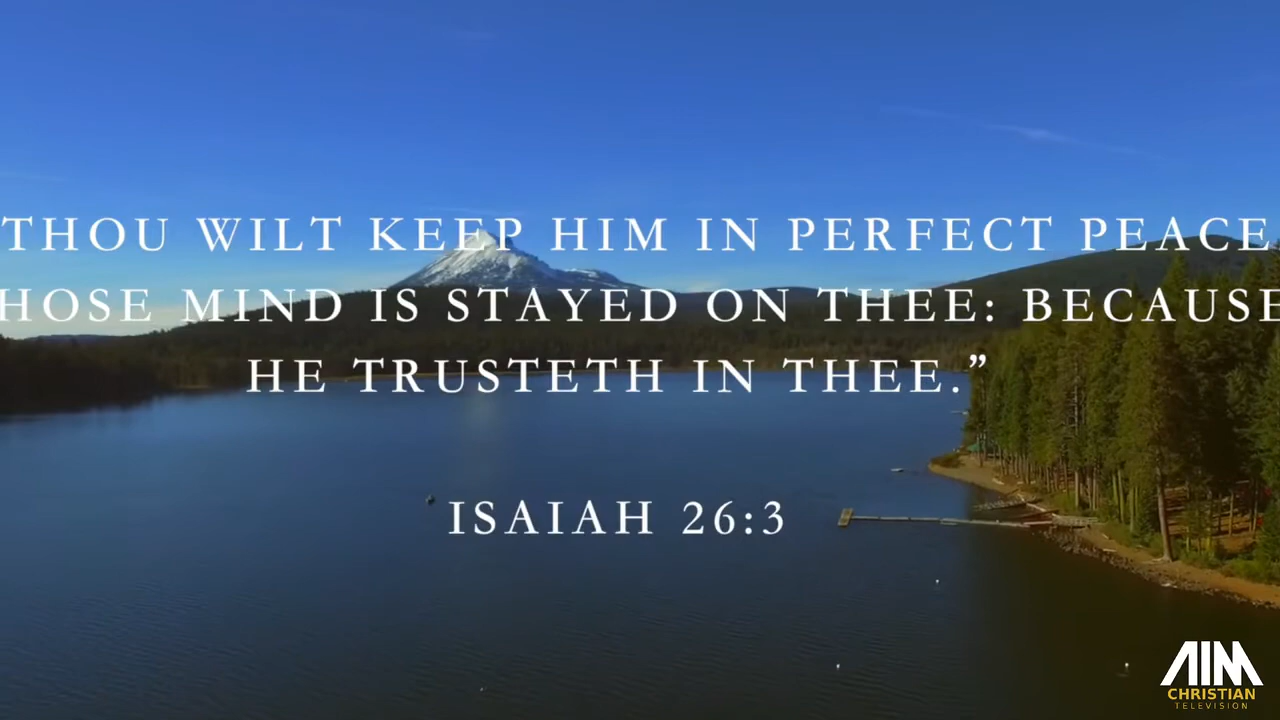 THOU WILT KEEP HIM IN PERFECT PEACE,
HOSE MIND IS STAYED ON THEE: BECAUSE
HE TRUSTETH IN THEE.”
ISAIAH 26:3
AIM
CHRISTIAN
TELEVISION